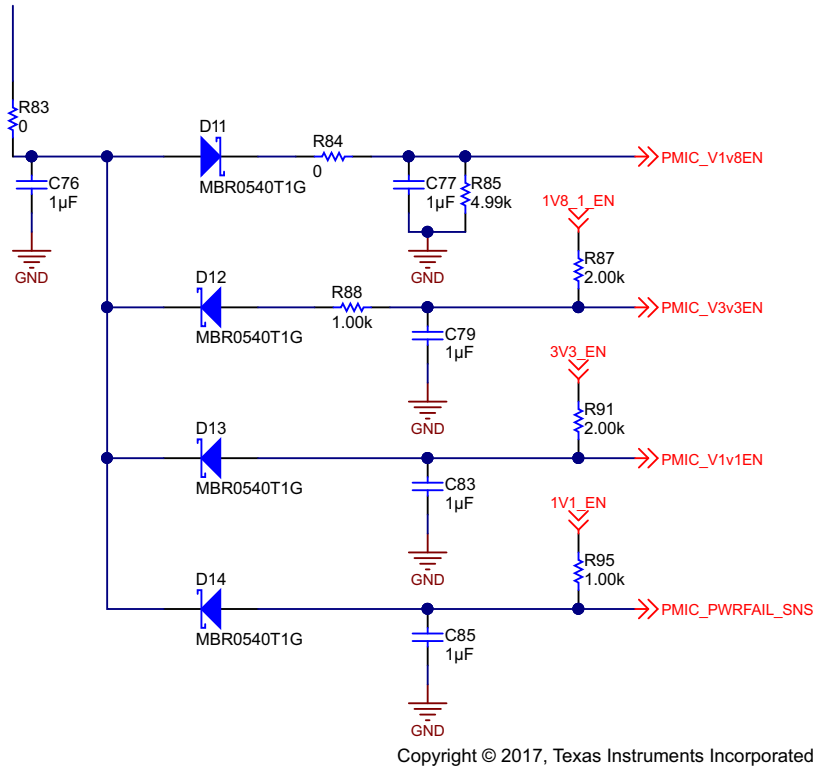 R83
0
D11
MBR0540T1G
R84
0
C76
1µF
C77
1µF
R85
4.99k
PMIC_V1v8EN
1V8_1_EN
GND
GND
R87
2.00k
D12
MBR0540T1G
R88
1.00k
PMIC_V3v3EN
C79
1µF
3V3_EN
GND
R91
2.00k
D13
MBR0540T1G
PMIC_V1v1EN
C83
1µF
1V1_EN
GND
R95
1.00k
D14
MBR0540T1G
PMIC_PWRFAIL_SNS
C85
1µF
GND
Copyright © 2017, Texas Instruments Incorporated